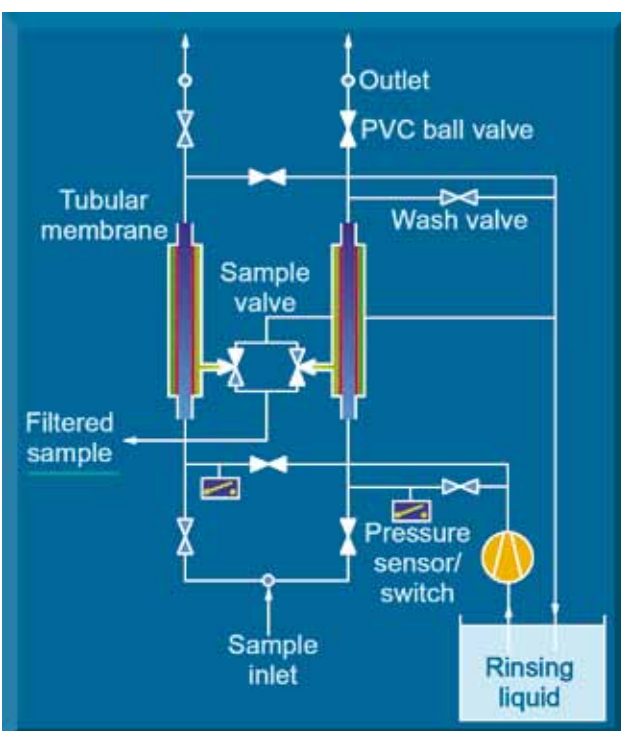 Outlet
PVC ball valve
Tubular
membrane
Wash valve
Sample
valve
Filtered
sample
Pressure
sensor/
switch
Sample
inlet
Rinsing
liquid